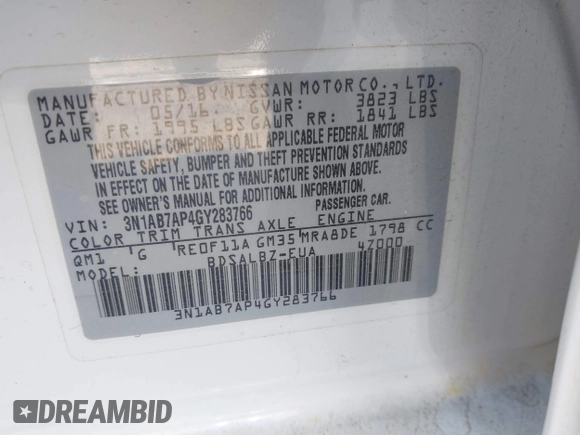 MANUFACTURED BY NISSAN MOTOR CO., LTD.
DATE: 05/16 GVWR: 3823 LBS
GAWR FR: 1995 LBS GAWR RR: 1841 LBS
THIS VEHICLE CONFORMS TO ALL APPLICABLE FEDERAL MOTOR
VEHICLE SAFETY, BUMPER AND THEFT PREVENTION STANDARDS
IN EFFECT ON THE DATE OF MANUFACTURE SHOWN ABOVE.
SEE OWNER'S MANUAL FOR ADDITIONAL INFORMATION.
VIN: 3N1AB7AP4GY283766 PASSENGER CAR
COLOR TRIM TRANS AXLE ENGINE
QM1 G RE0F11A GM35 MRA8DE 1798 CC
MODEL: BDSALBZ-EUA 4Z000
3N1AB7AP4GY283766
DREAMBID